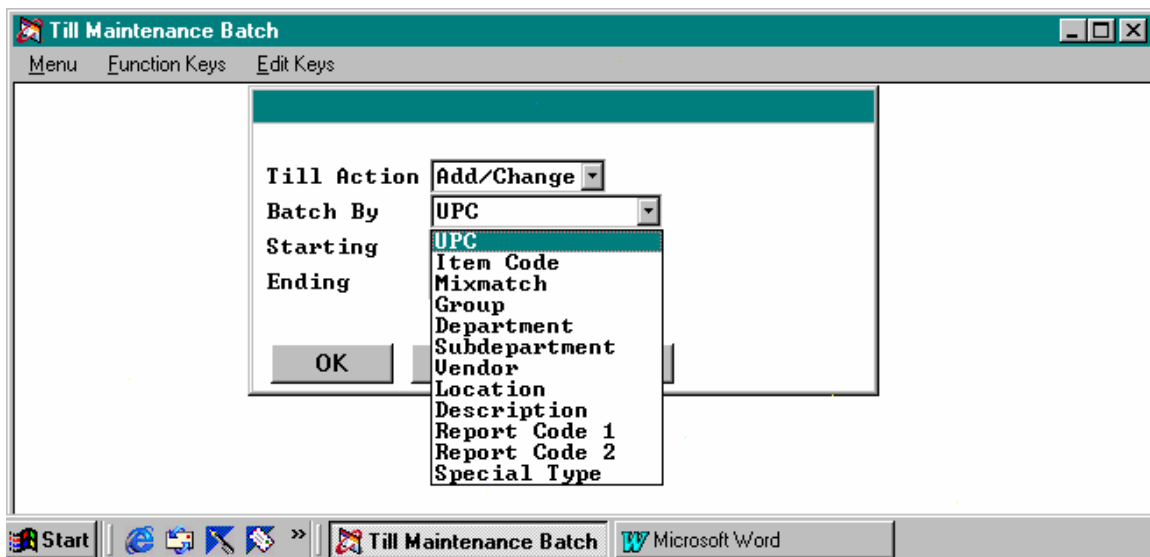 Till Maintenance Batch
Menu Function Keys Edit Keys
Till Action Add/Change
Batch By UPC
Starting
Ending
UPC
Item Code
Mixmatch
Group
Department
Subdepartment
Vendor
Location
Description
Report Code 1
Report Code 2
Special Type
OK
Start » Till Maintenance Batch Microsoft Word